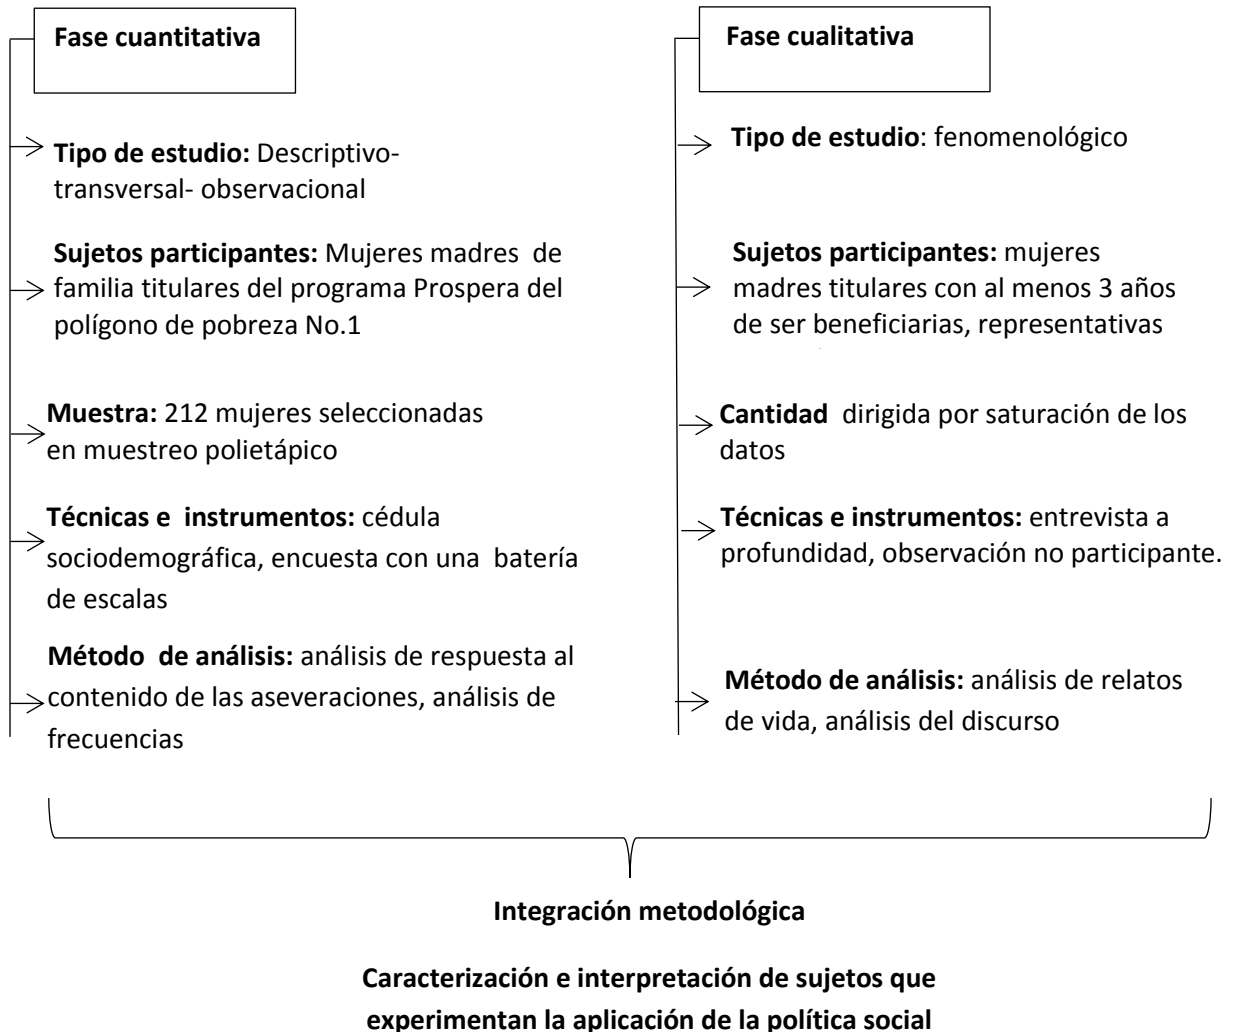 Fase cuantitativa
Tipo de estudio: Descriptivo-
transversal- observacional
Sujetos participantes: Mujeres madres de
familia titulares del programa Prospera del
polígono de pobreza No.1
Muestra: 212 mujeres seleccionadas
en muestreo polietápico
Técnicas e instrumentos: cédula
sociodemográfica, encuesta con una batería
de escalas
Método de análisis: análisis de respuesta al
contenido de las aseveraciones, análisis de
frecuencias
Fase cualitativa
Tipo de estudio: fenomenológico
Sujetos participantes: mujeres
madres titulares con al menos 3 años
de ser beneficiarias, representativas
Cantidad dirigida por saturación de los
datos
Técnicas e instrumentos: entrevista a
profundidad, observación no participante.
Método de análisis: análisis de relatos
de vida, análisis del discurso
Integración metodológica
Caracterización e interpretación de sujetos que
experimentan la aplicación de la política social